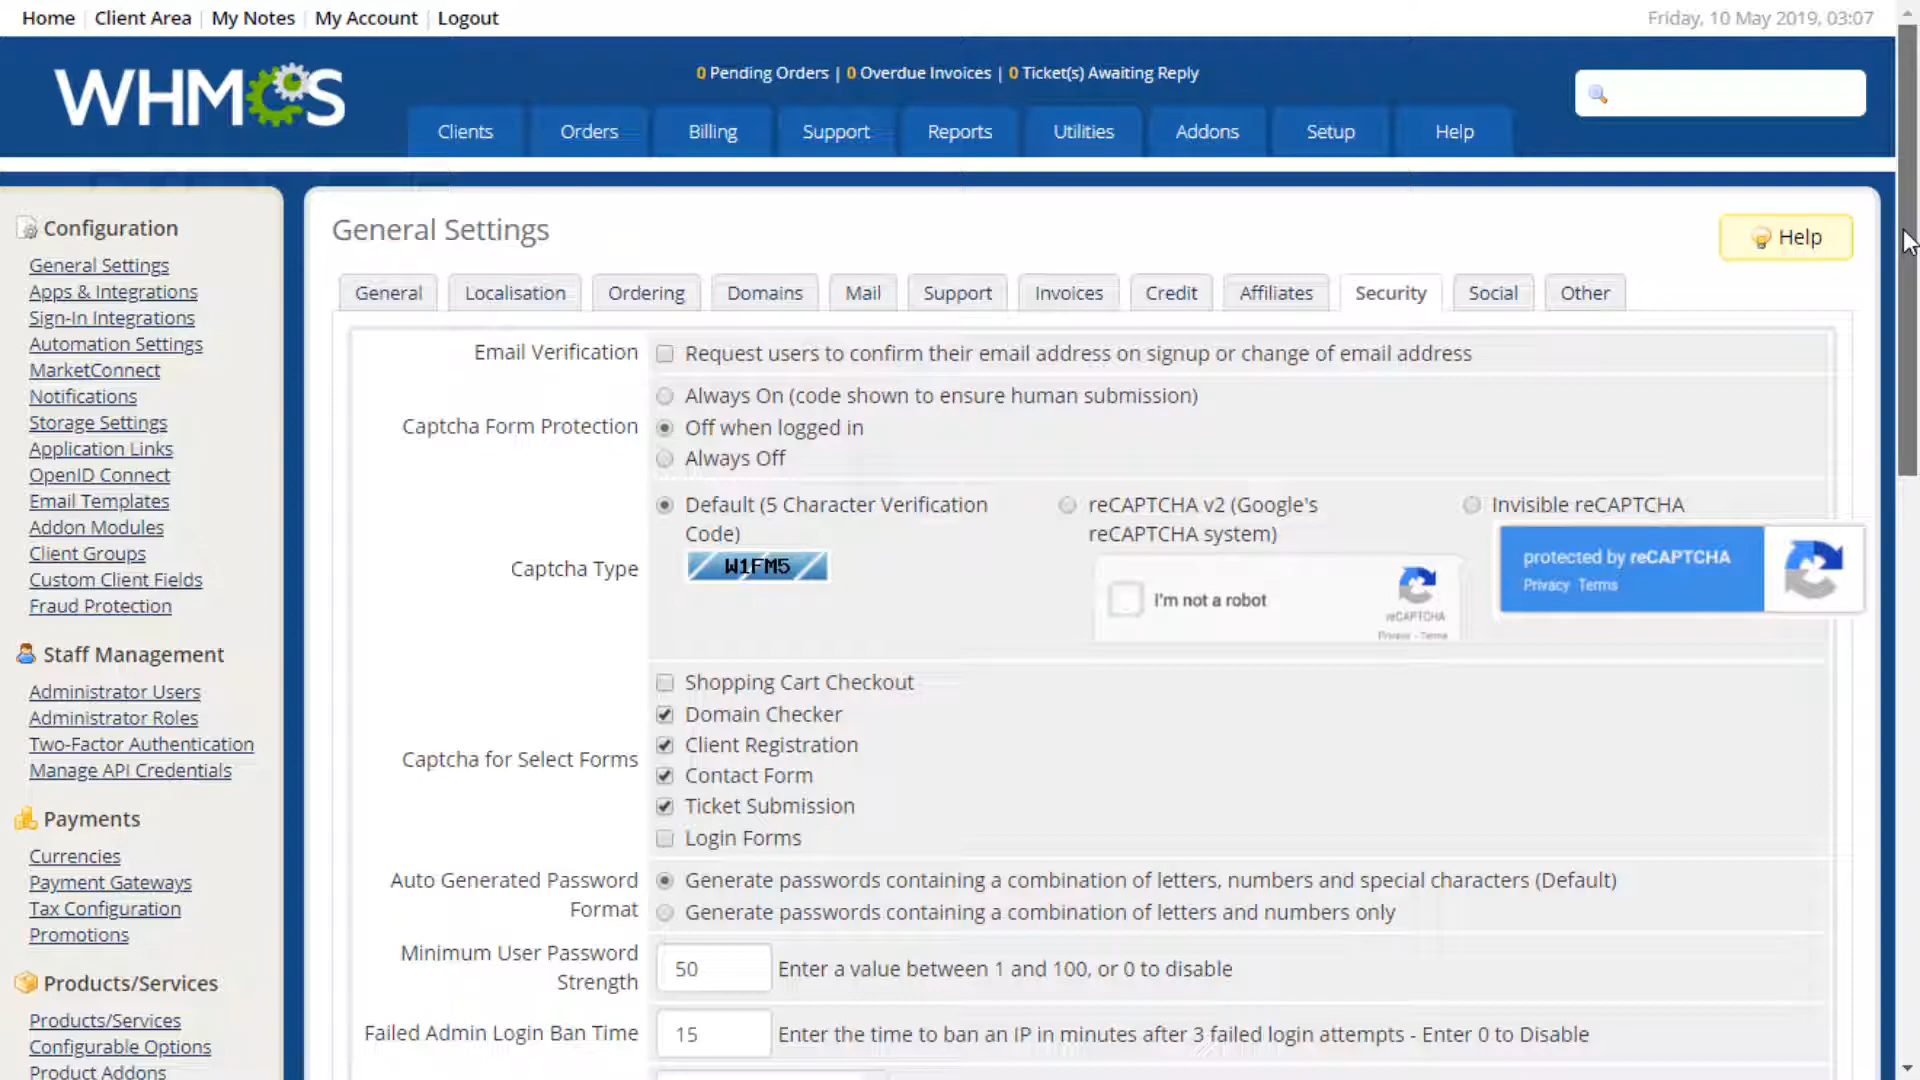 Home | Client Area | My Notes | My Account | Logout
Friday, 10 May 2019, 03:07
WHMCS
0 Pending Orders | 0 Overdue Invoices | 0 Ticket(s) Awaiting Reply
Clients Orders Billing Support Reports Utilities Addons Setup Help
Configuration
General Settings
Apps & Integrations
Sign-In Integrations
Automation Settings
MarketConnect
Notifications
Storage Settings
Application Links
OpenID Connect
Email Templates
Addon Modules
Client Groups
Custom Client Fields
Fraud Protection
Staff Management
Administrator Users
Administrator Roles
Two-Factor Authentication
Manage API Credentials
Payments
Currencies
Payment Gateways
Tax Configuration
Promotions
Products/Services
Products/Services
Configurable Options
Product Addons
General Settings
Help
General Localisation Ordering Domains Mail Support Invoices Credit Affiliates Security Social Other
Email Verification
Request users to confirm their email address on signup or change of email address
Captcha Form Protection
Always On (code shown to ensure human submission)
Off when logged in
Always Off
Captcha Type
Default (5 Character Verification
Code)
W1FM5
reCAPTCHA v2 (Google's
reCAPTCHA system)
I'm not a robot
reCAPTCHA
Privacy - Terms
Invisible reCAPTCHA
protected by reCAPTCHA
Privacy Terms
Captcha for Select Forms
Shopping Cart Checkout
Domain Checker
Client Registration
Contact Form
Ticket Submission
Login Forms
Auto Generated Password
Format
Generate passwords containing a combination of letters, numbers and special characters (Default)
Generate passwords containing a combination of letters and numbers only
Minimum User Password
Strength
50 Enter a value between 1 and 100, or 0 to disable
Failed Admin Login Ban Time
15 Enter the time to ban an IP in minutes after 3 failed login attempts - Enter 0 to Disable